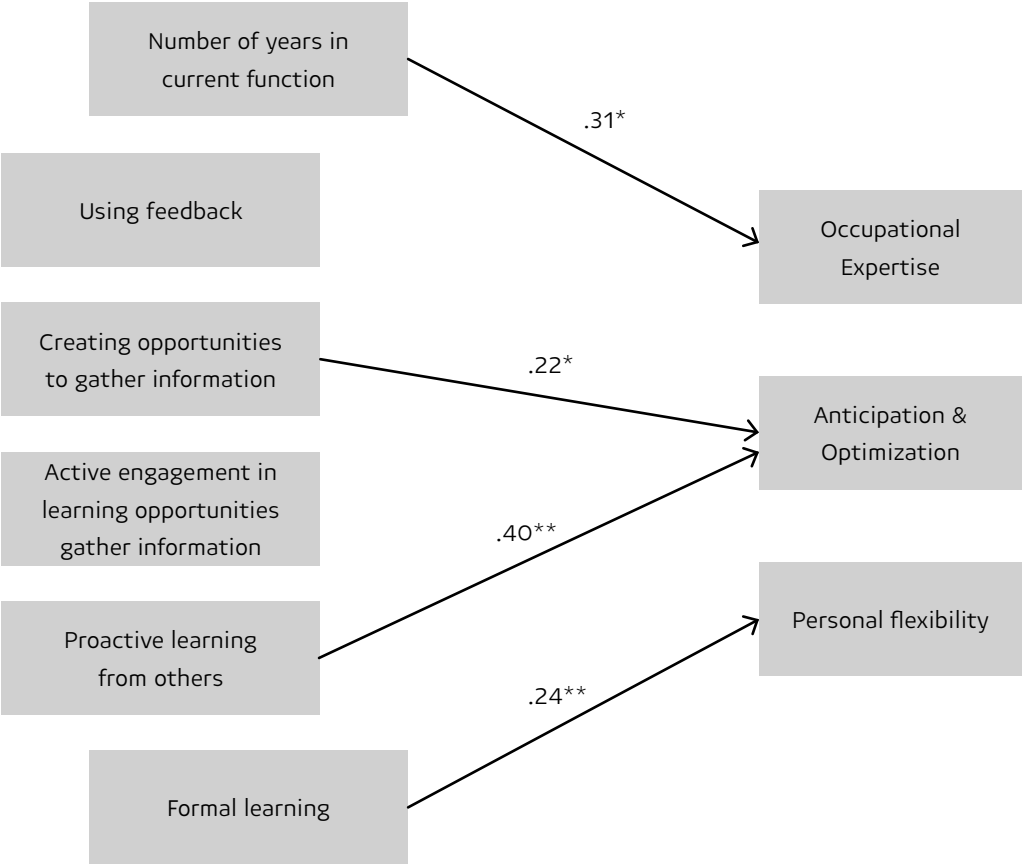 Number of years in
current function
.31*
Using feedback
Occupational
Expertise
Creating opportunities
to gather information
.22*
Anticipation &
Optimization
Active engagement in
learning opportunities
gather information
.40**
Proactive learning
from others
Personal flexibility
.24**
Formal learning